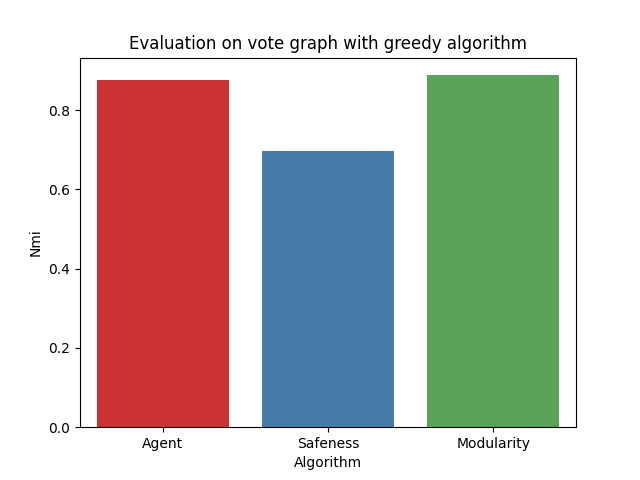 Evaluation on vote graph with greedy algorithm
0.8
0.6
0.4
0.2
0.0
Nmi
Agent
Safeness
Modularity
Algorithm